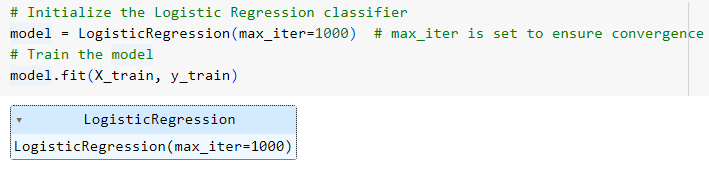 # Initialize the Logistic Regression classifier
model = LogisticRegression(max_iter=1000)  # max_iter is set to ensure convergence
# Train the model
model.fit(X_train, y_train)
▾ LogisticRegression
LogisticRegression(max_iter=1000)